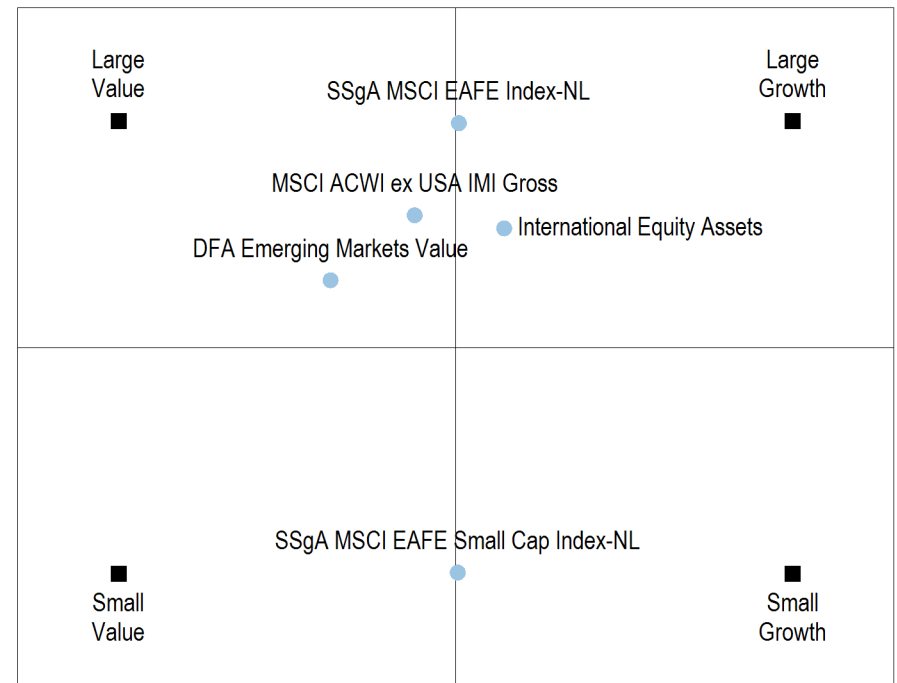 Large
Value
Large
Growth
SSgA MSCI EAFE Index-NL
MSCI ACWI ex USA IMI Gross
International Equity Assets
DFA Emerging Markets Value
SSgA MSCI EAFE Small Cap Index-NL
Small
Value
Small
Growth